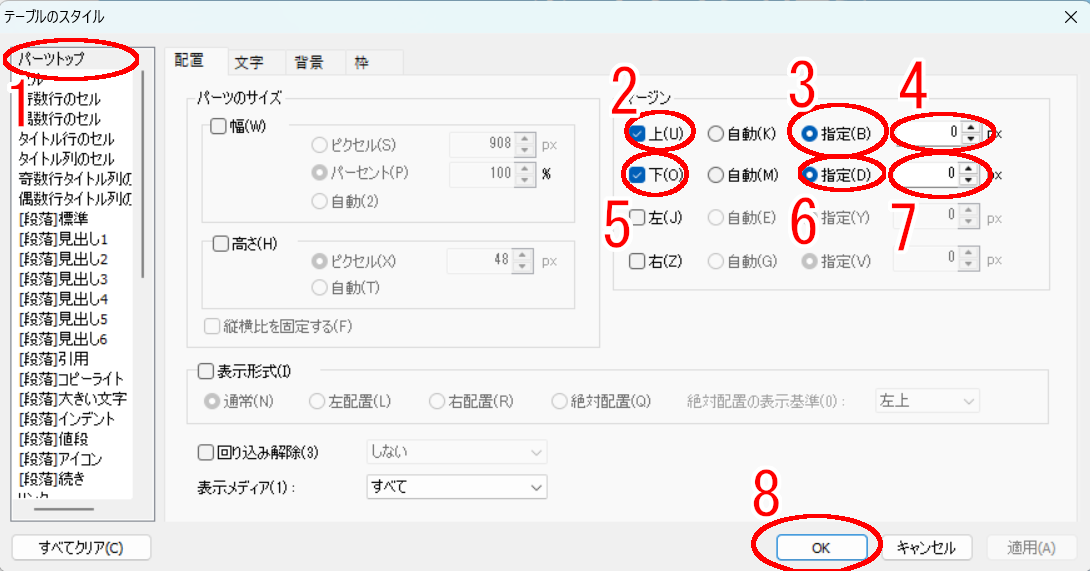 テーブルのスタイル
パーツトップ
1
奇数行のセル
偶数行のセル
タイトル行のセル
タイトル列のセル
奇数行タイトル列の
偶数行タイトル列の
[段落]標準
[段落]見出し1
[段落]見出し2
[段落]見出し3
[段落]見出し4
[段落]見出し5
[段落]見出し6
[段落]引用
[段落]コピーライト
[段落]大きい文字
[段落]インデント
[段落]値段
[段落]アイコン
[段落]続き
リンク
すべてクリア(C)
配置 文字 背景 枠
パーツのサイズ
幅(W)
ピクセル(S) 908 px
パーセント(P) 100 %
自動(2)
高さ(H)
ピクセル(X) 48 px
自動(T)
縦横比を固定する(F)
マージン
2 3 4
上(U) 自動(K) 指定(B) 0 px
下(O) 自動(M) 指定(D) 0 px
5 6 7
左(J) 自動(E) 指定(Y) 0 px
右(Z) 自動(G) 指定(V) 0 px
表示形式(I)
通常(N) 左配置(L) 右配置(R) 絶対配置(Q) 絶対配置の表示基準(0): 左上
回り込み解除(3) しない
表示メディア(1): すべて
8
OK キャンセル 適用(A)